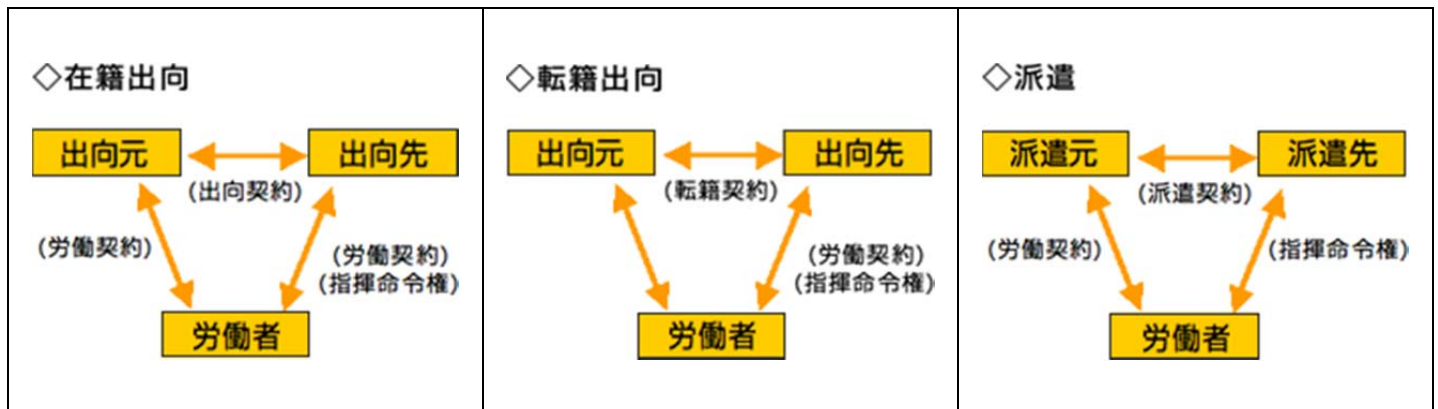 ◇在籍出向
出向元
出向先
(出向契約)
(労働契約)
(労働契約)
(指揮命令権)
労働者
◇転籍出向
出向元
出向先
(転籍契約)
(労働契約)
(指揮命令権)
労働者
◇派遣
派遣元
派遣先
(派遣契約)
(労働契約)
(指揮命令権)
労働者